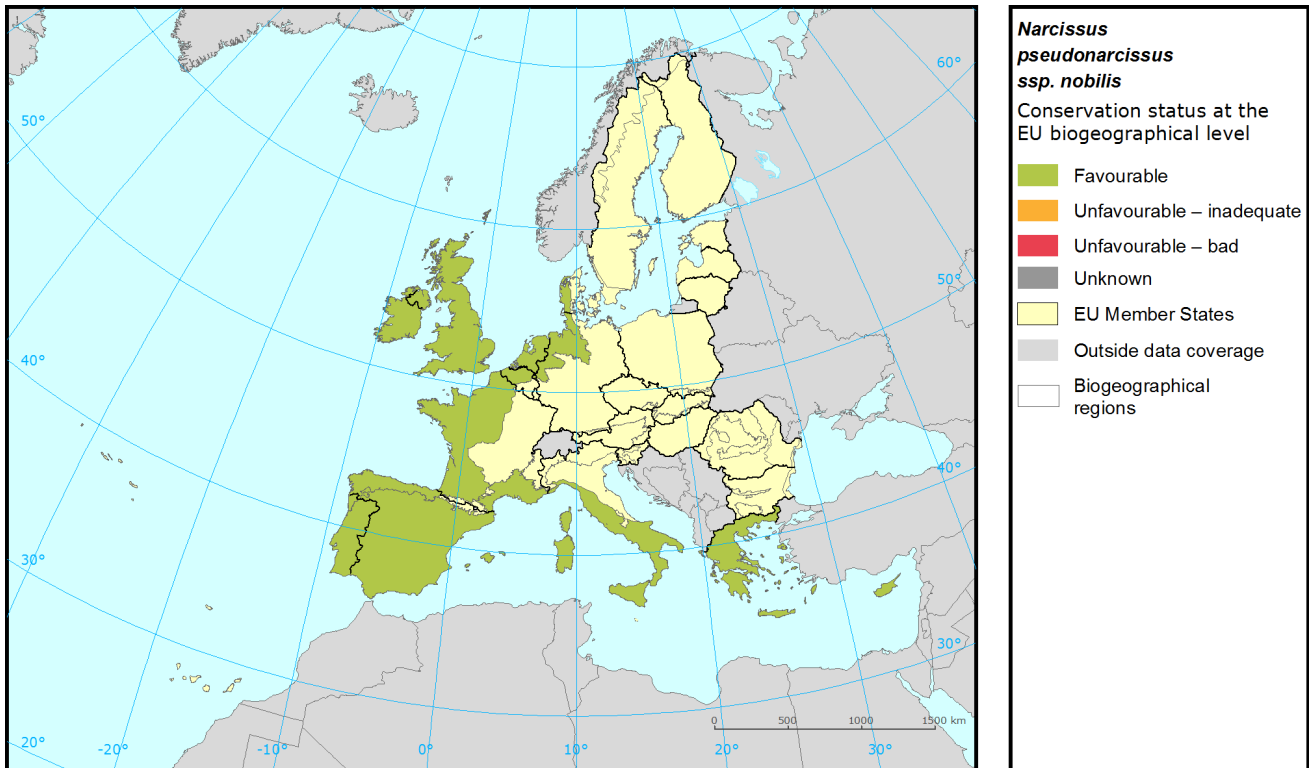 Narcissus
pseudonarcissus
ssp. nobilis
Conservation status at the
EU biogeographical level
Favourable
Unfavourable – inadequate
Unfavourable – bad
Unknown
EU Member States
Outside data coverage
Biogeographical
regions
60°
50°
50°
40°
40°
30°
30°
0 500 1000 1500 km
20° -20° -10° 0° 10° 20° 30°